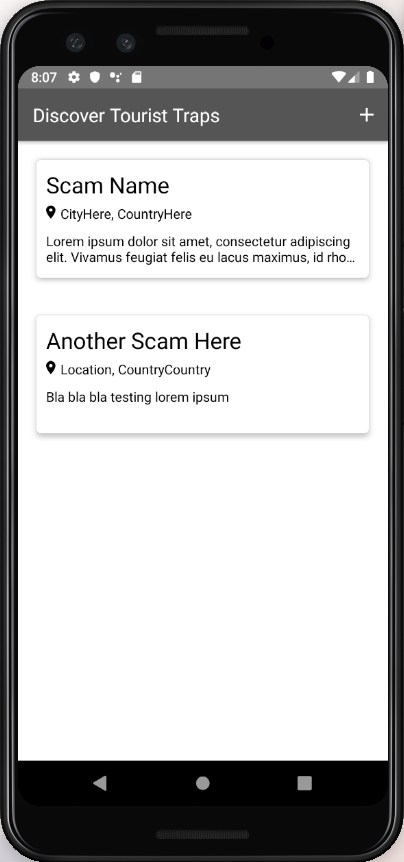 8:07
Discover Tourist Traps
Scam Name
CityHere, CountryHere
Lorem ipsum dolor sit amet, consectetur adipiscing
elit. Vivamus feugiat felis eu lacus maximus, id rho...
Another Scam Here
Location, CountryCountry
Bla bla bla testing lorem ipsum